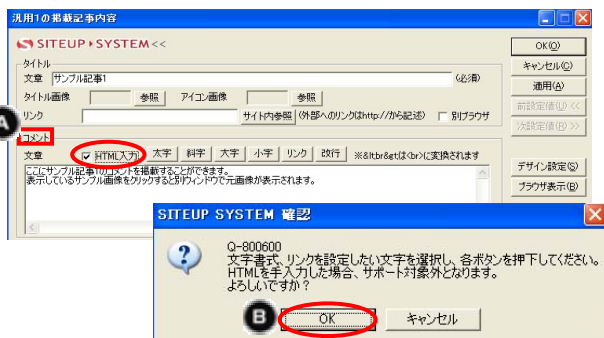 汎用1の掲載記事内容
SITEUP SYSTEM<<
OK(O)
タイトル
キャンセル(C)
文章 サンプル記事1 (必須)
適用(A)
タイトル画像 参照 アイコン画像 参照
前設定値(U) <<
リンク サイト内参照 (外部へのリンクはhttp://から記述) 別ブラウザ
次設定値(R) >>
A
コメント
文章 HTML入力 太字 斜字 大字 小字 リンク 改行 ※&ltbr&gtは<br>に変換されます
デザイン設定(S)
ここにサンプル記事1のコメントを掲載することができます。
表示しているサンプル画像をクリックすると別ウィンドウで元画像が表示されます。
ブラウザ表示(B)
SITEUP SYSTEM 確認
Q-800600
文字書式、リンクを設定したい文字を選択し、各ボタンを押下してください。
HTMLを手入力した場合、サポート対象外となります。
よろしいですか？
B OK キャンセル